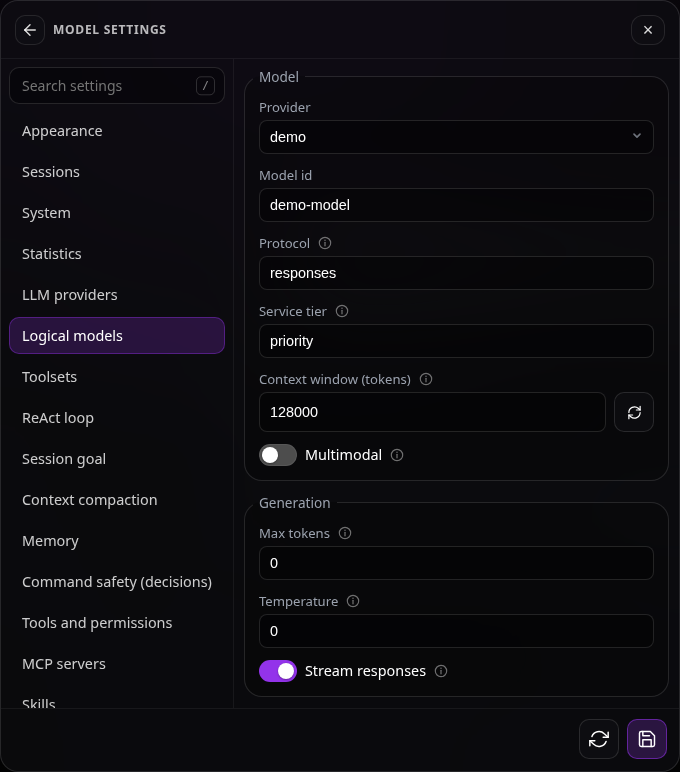 MODEL SETTINGS
Search settings /
Appearance
Sessions
System
Statistics
LLM providers
Logical models
Toolsets
ReAct loop
Session goal
Context compaction
Memory
Command safety (decisions)
Tools and permissions
MCP servers
Skills
Model
Provider
demo
Model id
demo-model
Protocol
responses
Service tier
priority
Context window (tokens)
128000
Multimodal
Generation
Max tokens
0
Temperature
0
Stream responses